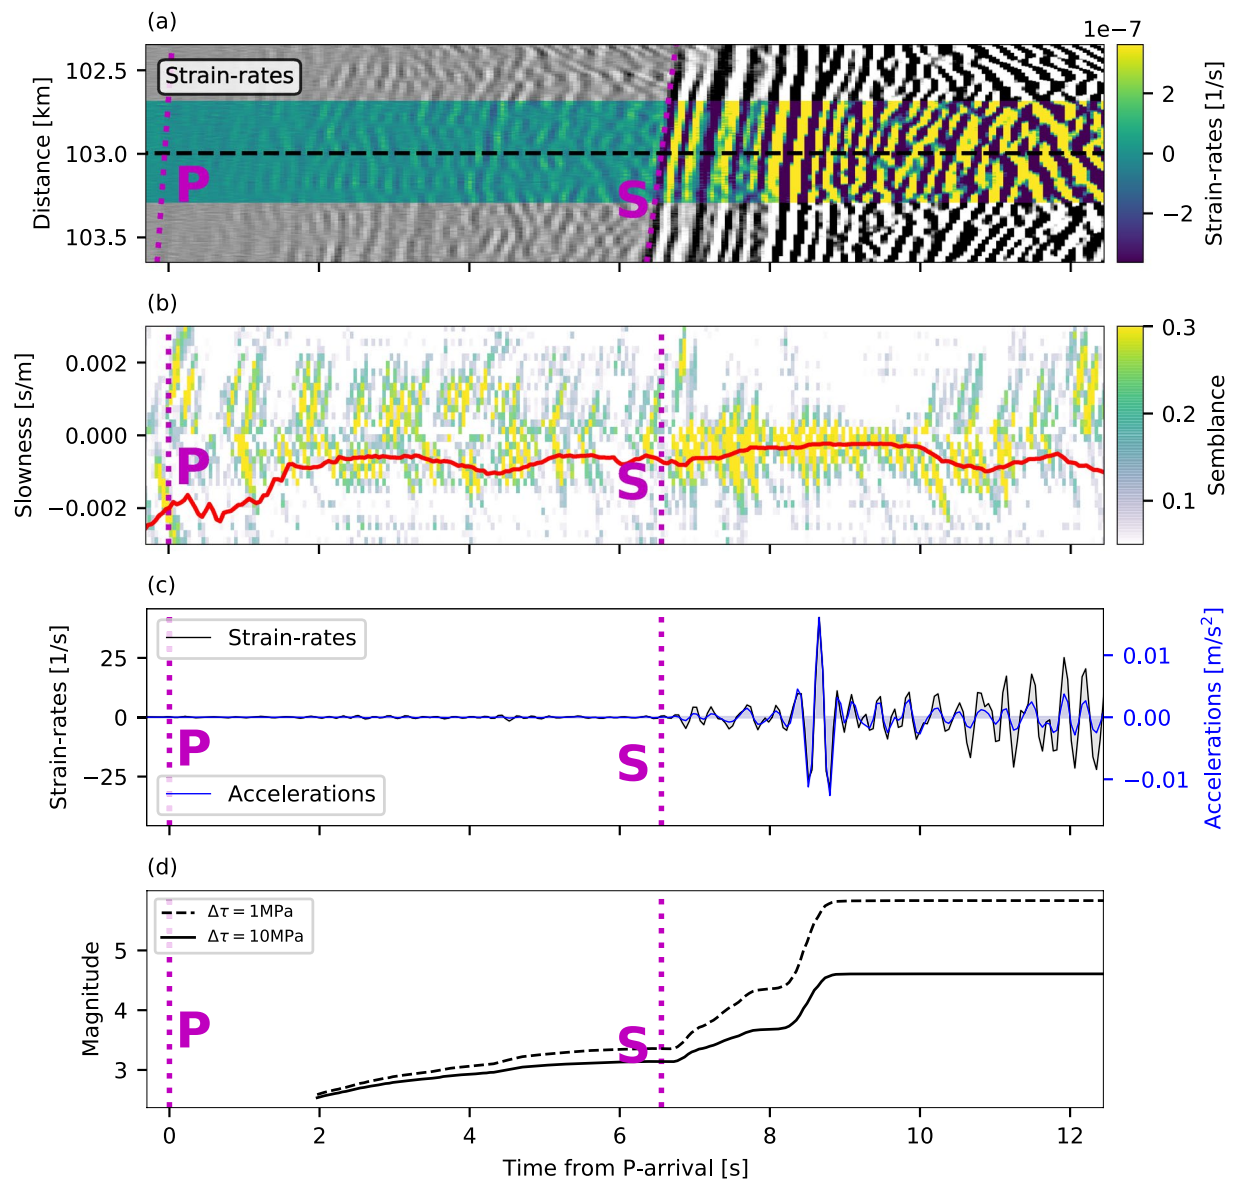 (a)
1e−7
Strain-rates
102.5
103.0
103.5
Distance [km]
P
S
2
0
−2
Strain-rates [1/s]
(b)
0.002
0.000
−0.002
Slowness [s/m]
P
S
0.3
0.2
0.1
Semblance
(c)
Strain-rates
Accelerations
25
0
−25
Strain-rates [1/s]
P
S
0.01
0.00
−0.01
Accelerations [m/s²]
(d)
Δτ = 1MPa
Δτ = 10MPa
5
4
3
Magnitude
P
S
0 2 4 6 8 10 12
Time from P-arrival [s]